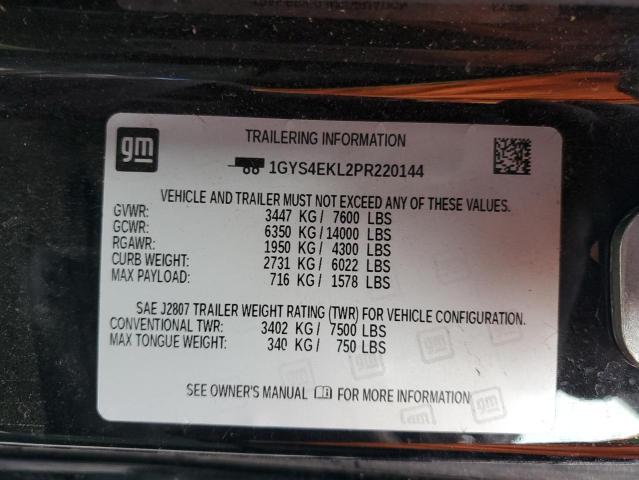 gm
TRAILERING INFORMATION
1GYS4EKL2PR220144
VEHICLE AND TRAILER MUST NOT EXCEED ANY OF THESE VALUES.
GVWR: 3447 KG/ 7600 LBS
GCWR: 6350 KG/14000 LBS
RGAWR: 1950 KG/ 4300 LBS
CURB WEIGHT: 2731 KG/ 6022 LBS
MAX PAYLOAD: 716 KG/ 1578 LBS
SAE J2807 TRAILER WEIGHT RATING (TWR) FOR VEHICLE CONFIGURATION.
CONVENTIONAL TWR: 3402 KG/ 7500 LBS
MAX TONGUE WEIGHT: 340 KG/ 750 LBS
SEE OWNER'S MANUAL FOR MORE INFORMATION
gm